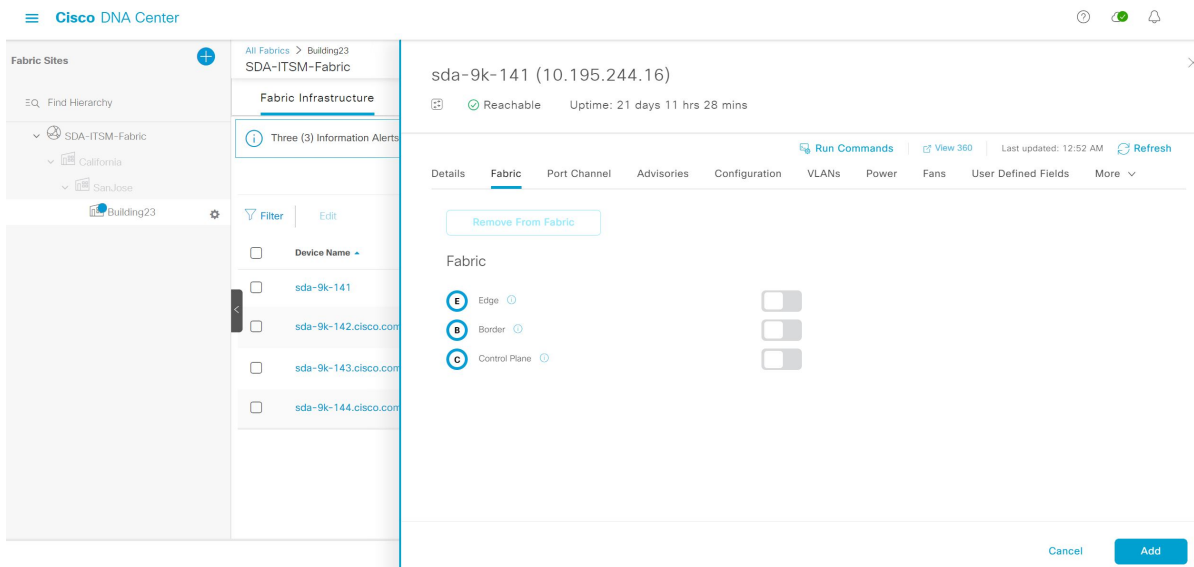 Cisco DNA Center
Fabric Sites
Find Hierarchy
SDA-ITSM-Fabric
California
SanJose
Building23
All Fabrics > Building23
SDA-ITSM-Fabric
Fabric Infrastructure
Three (3) Information Alerts
Filter Edit
Device Name
sda-9k-141
sda-9k-142.cisco.com
sda-9k-143.cisco.com
sda-9k-144.cisco.com
sda-9k-141 (10.195.244.16)
Reachable Uptime: 21 days 11 hrs 28 mins
Run Commands View 360 Last updated: 12:52 AM Refresh
Details Fabric Port Channel Advisories Configuration VLANs Power Fans User Defined Fields More
Remove From Fabric
Fabric
E Edge
B Border
C Control Plane
Cancel Add